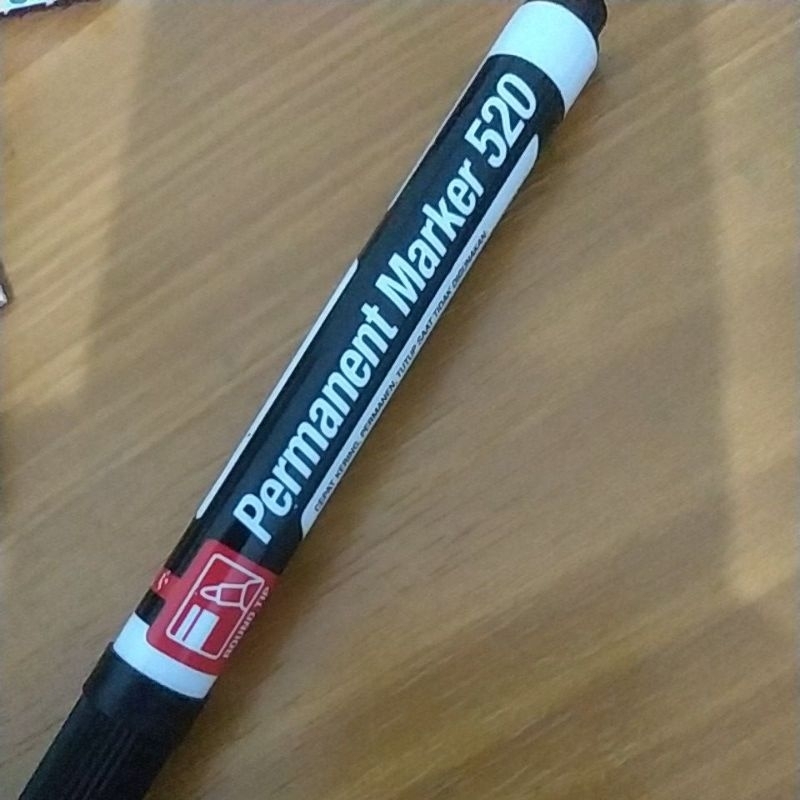 Permanent Marker 520
CEPAT KERING, PERMANEN. TUTUP SAAT TIDAK DIGUNAKAN.
ROUND TIP